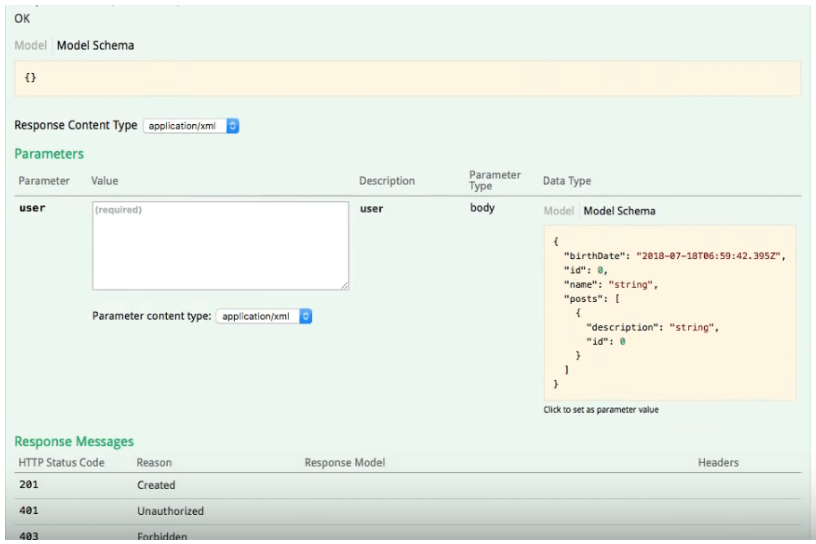 OK
Model Model Schema
{}
Response Content Type application/xml
Parameters
Parameter Value Description Parameter Type Data Type
user (required) user body Model Model Schema
{
"birthDate": "2018-07-18T06:59:42.395Z",
"id": 0,
"name": "string",
"posts": [
{
"description": "string",
"id": 0
}
]
}
Parameter content type: application/xml
Click to set as parameter value
Response Messages
HTTP Status Code Reason Response Model Headers
201 Created
401 Unauthorized
403 Forbidden